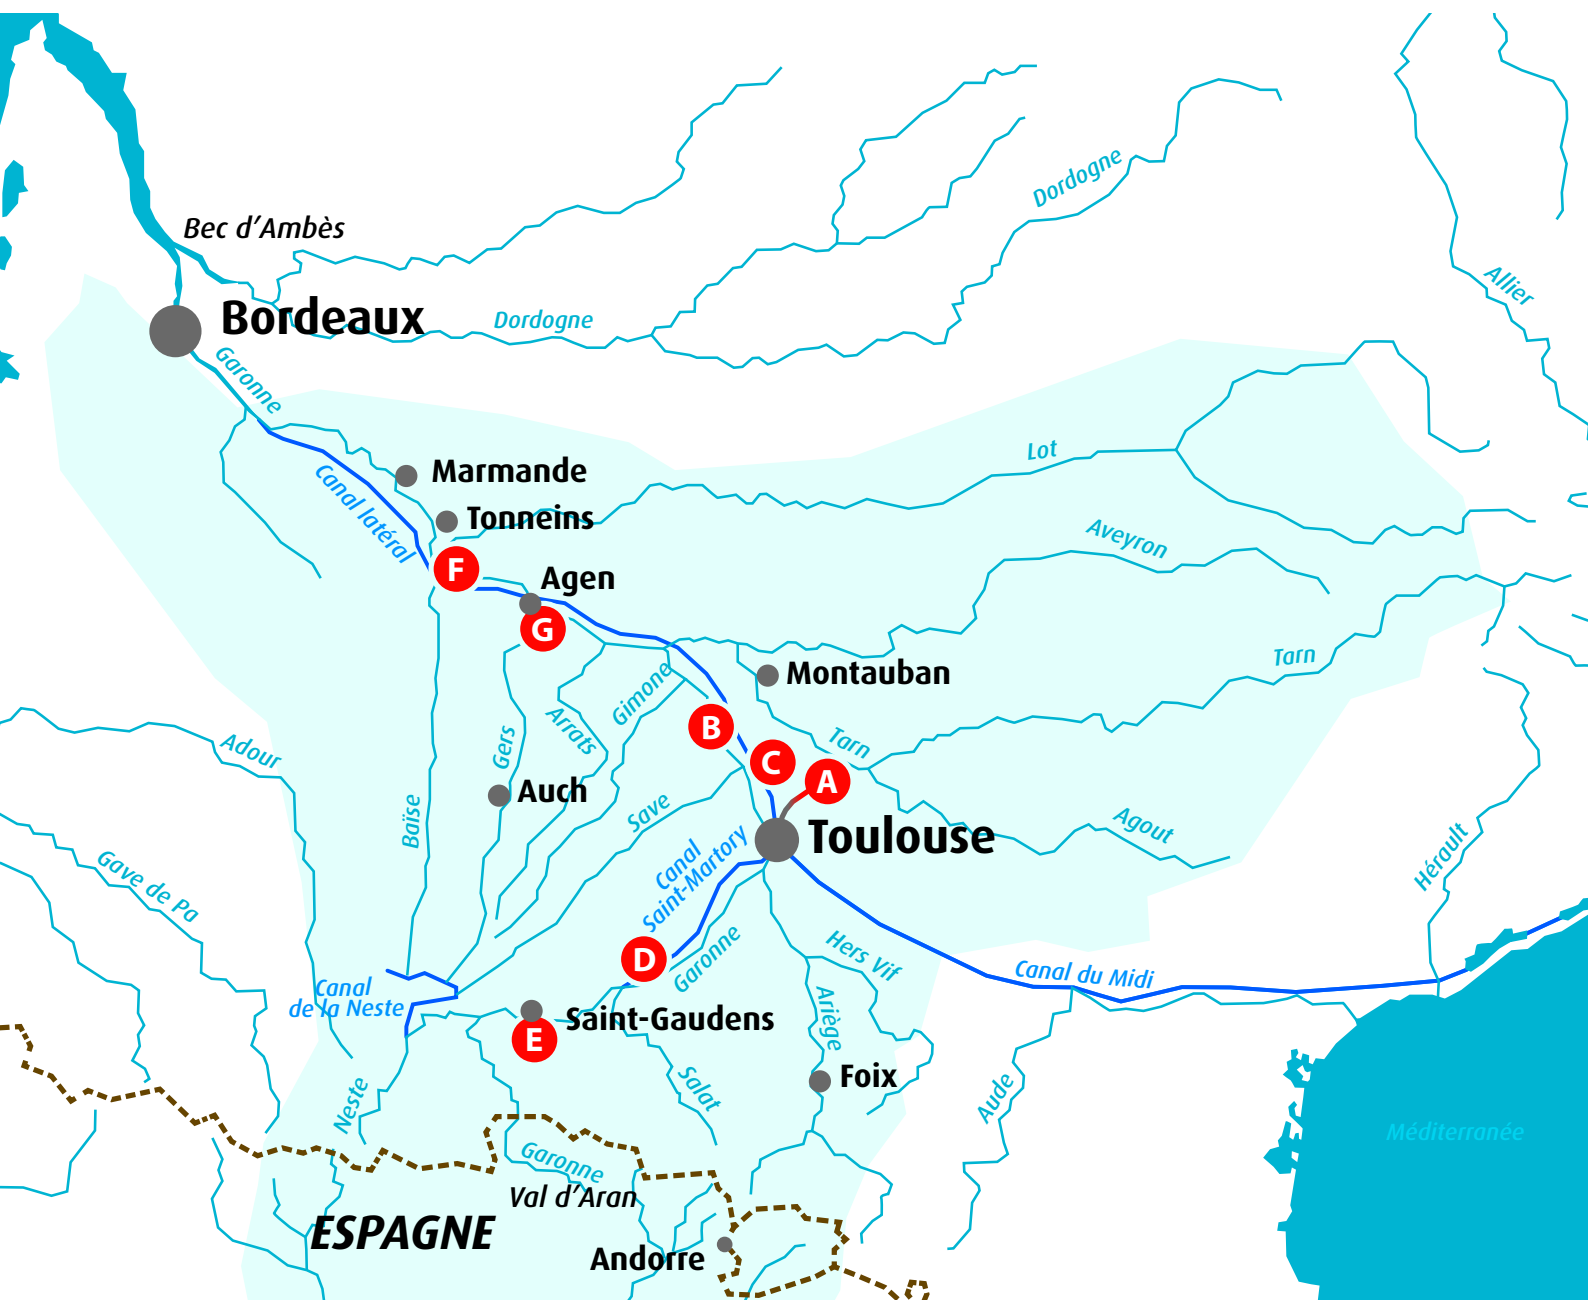 Dordogne
Bec d'Ambès
Allier
Bordeaux
Dordogne
Garonne
Lot
Marmande
Canal latéral
Tonneins
Aveyron
F
Agen
G
Tarn
Montauban
Gimone
Arrats
B
Gers
Tarn
Adour
C
A
Auch
Save
Baïse
Agout
Toulouse
Canal
Saint-Martory
Hérault
Gave de Pa
D
Garonne
Hers Vif
Canal du Midi
Canal
de la Neste
Saint-Gaudens
E
Ariège
Foix
Salat
Neste
Aude
Méditerranée
Garonne
Val d'Aran
ESPAGNE
Andorre